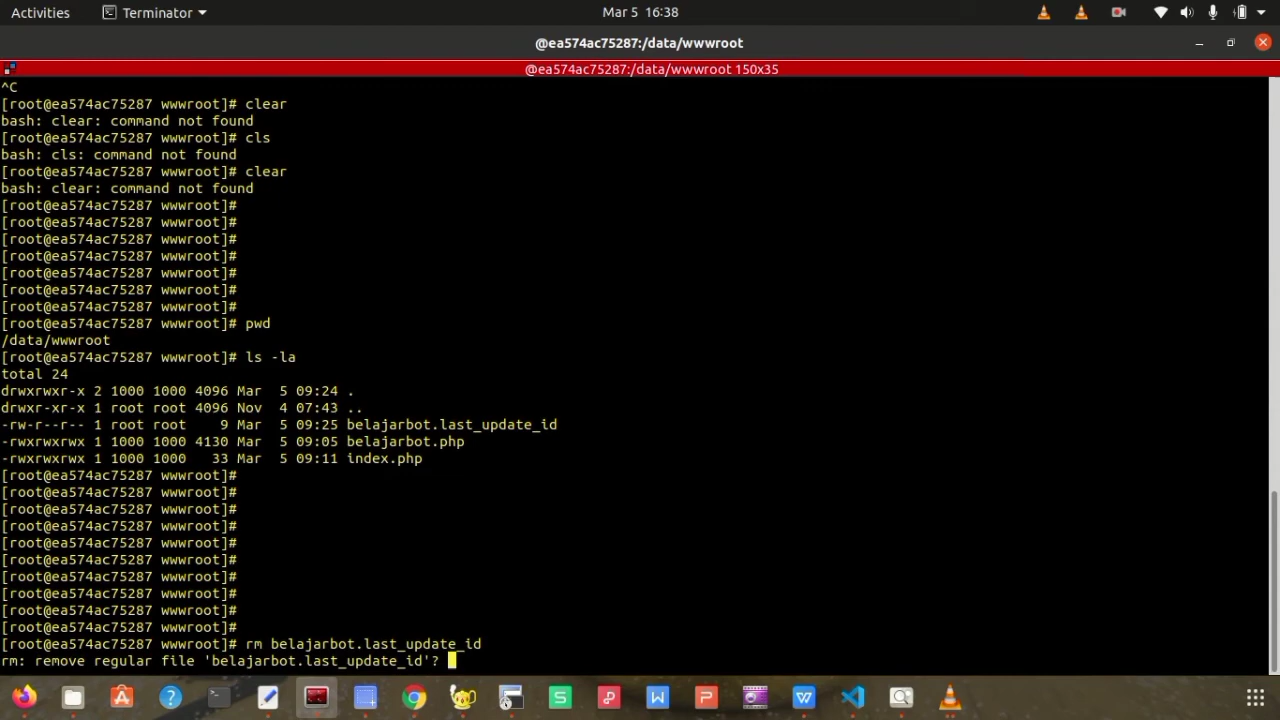 Activities
Terminator
Mar 5 16:38
@ea574ac75287:/data/wwwroot
@ea574ac75287:/data/wwwroot 150x35
^C
[root@ea574ac75287 wwwroot]# clear
bash: clear: command not found
[root@ea574ac75287 wwwroot]# cls
bash: cls: command not found
[root@ea574ac75287 wwwroot]# clear
bash: clear: command not found
[root@ea574ac75287 wwwroot]#
[root@ea574ac75287 wwwroot]#
[root@ea574ac75287 wwwroot]#
[root@ea574ac75287 wwwroot]#
[root@ea574ac75287 wwwroot]#
[root@ea574ac75287 wwwroot]#
[root@ea574ac75287 wwwroot]#
[root@ea574ac75287 wwwroot]# pwd
/data/wwwroot
[root@ea574ac75287 wwwroot]# ls -la
total 24
drwxrwxr-x 2 1000 1000 4096 Mar  5 09:24 .
drwxr-xr-x 1 root root 4096 Nov  4 07:43 ..
-rw-r--r-- 1 root root    9 Mar  5 09:25 belajarbot.last_update_id
-rwxrwxrwx 1 1000 1000 4130 Mar  5 09:05 belajarbot.php
-rwxrwxrwx 1 1000 1000   33 Mar  5 09:11 index.php
[root@ea574ac75287 wwwroot]#
[root@ea574ac75287 wwwroot]#
[root@ea574ac75287 wwwroot]#
[root@ea574ac75287 wwwroot]#
[root@ea574ac75287 wwwroot]#
[root@ea574ac75287 wwwroot]#
[root@ea574ac75287 wwwroot]#
[root@ea574ac75287 wwwroot]#
[root@ea574ac75287 wwwroot]#
[root@ea574ac75287 wwwroot]#
[root@ea574ac75287 wwwroot]# rm belajarbot.last_update_id
rm: remove regular file 'belajarbot.last_update_id'?